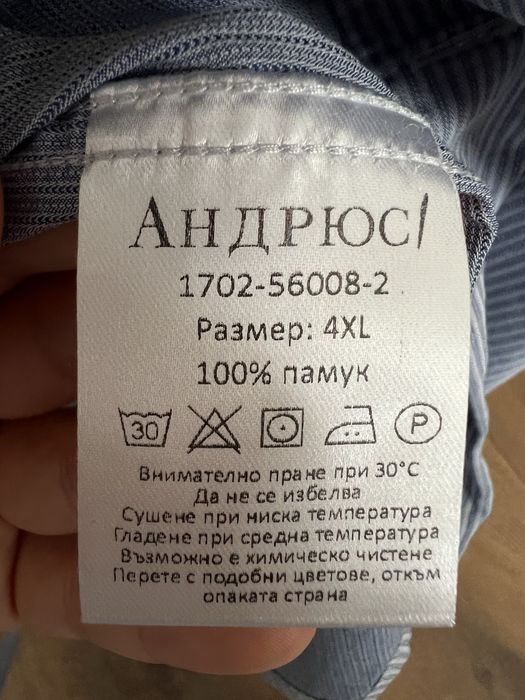 АНДРЮС/
1702-56008-2
Размер: 4XL
100% памук
30 P
Внимателно пране при 30°C
Да не се избелва
Сушене при ниска температура
Гладене при средна температура
Възможно е химическо чистене
Перете с подобни цветове, откъм
опаката страна